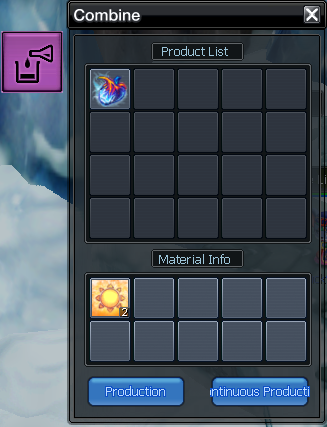 Combine
Product List
Material Info
2
Production
ntinuous Producti